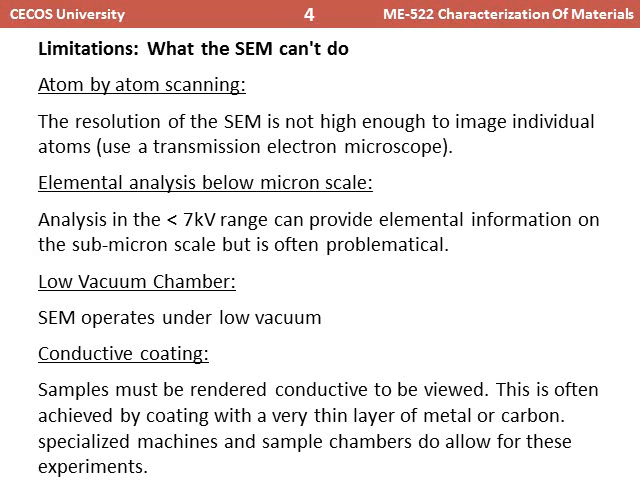 CECOS University 4 ME-522 Characterization Of Materials
Limitations: What the SEM can't do
Atom by atom scanning:
The resolution of the SEM is not high enough to image individual
atoms (use a transmission electron microscope).
Elemental analysis below micron scale:
Analysis in the < 7kV range can provide elemental information on
the sub-micron scale but is often problematical.
Low Vacuum Chamber:
SEM operates under low vacuum
Conductive coating:
Samples must be rendered conductive to be viewed. This is often
achieved by coating with a very thin layer of metal or carbon.
specialized machines and sample chambers do allow for these
experiments.